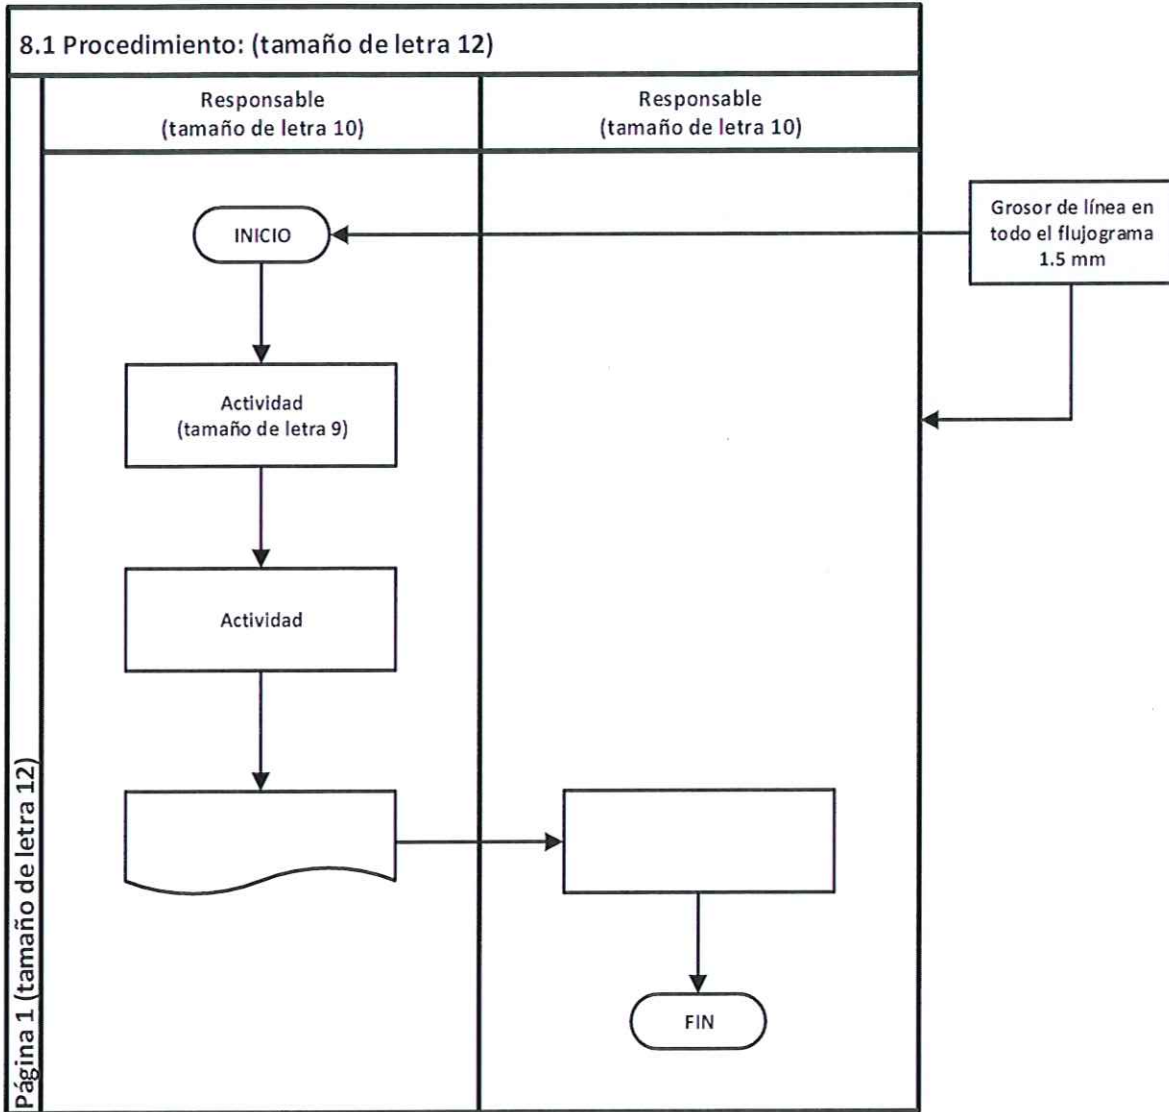 8.1 Procedimiento: (tamaño de letra 12)
Responsable
(tamaño de letra 10)
Responsable
(tamaño de letra 10)
Grosor de línea en
todo el flujograma
1.5 mm
INICIO
Actividad
(tamaño de letra 9)
Actividad
FIN
Página 1 (tamaño de letra 12)